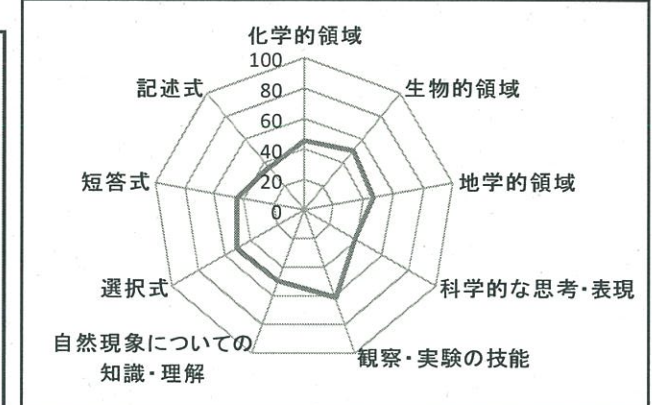 化学的領域
100
記述式
80
生物的領域
60
40
短答式
20
地学的領域
0
選択式
科学的な思考・表現
自然現象についての
知識・理解
観察・実験の技能